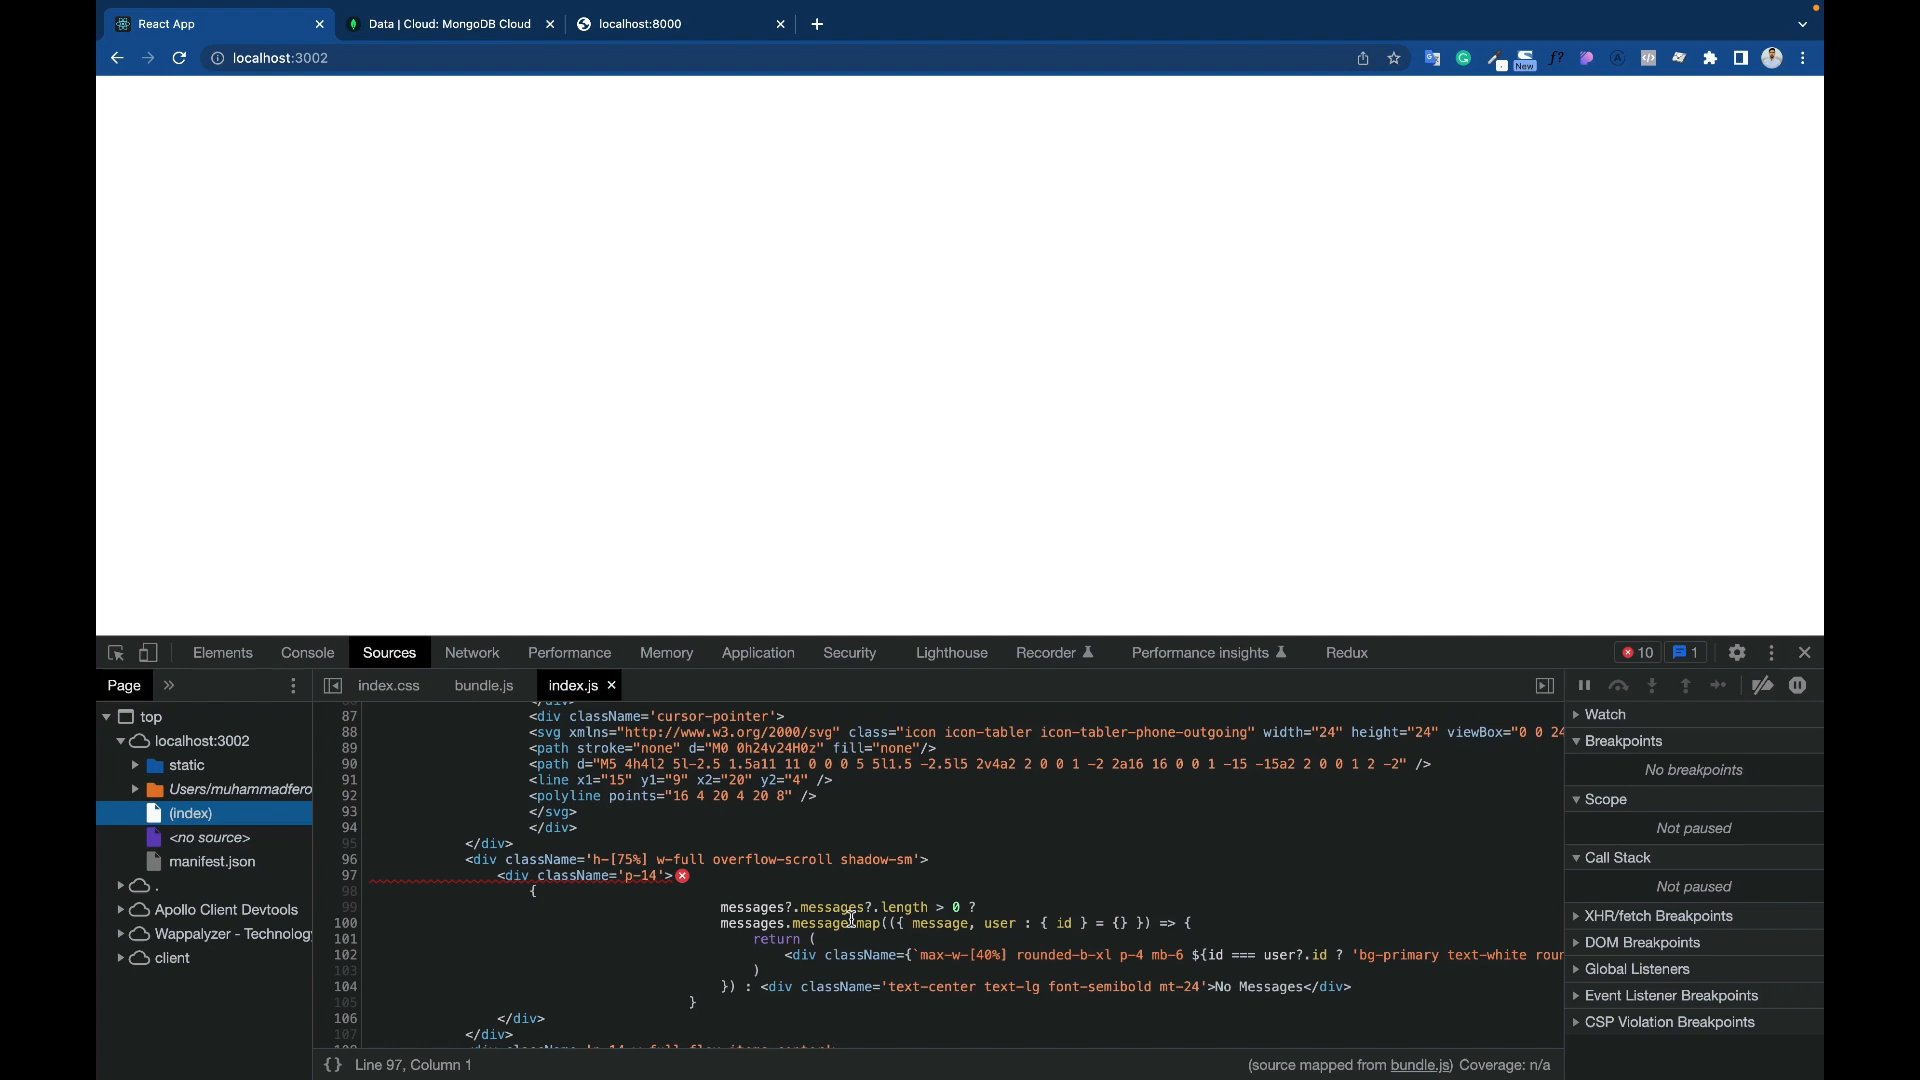 React App
Data | Cloud: MongoDB Cloud
localhost:8000
localhost:3002
New
Elements
Console
Sources
Network
Performance
Memory
Application
Security
Lighthouse
Recorder
Performance insights
Redux
10
1
Page
index.css
bundle.js
index.js
top
localhost:3002
static
Users/muhammadfero
(index)
<no source>
manifest.json
.
Apollo Client Devtools
Wappalyzer - Technology
client
87 <div className='cursor-pointer'>
88 <svg xmlns="http://www.w3.org/2000/svg" class="icon icon-tabler icon-tabler-phone-outgoing" width="24" height="24" viewBox="0 0 24
89 <path stroke="none" d="M0 0h24v24H0z" fill="none"/>
90 <path d="M5 4h4l2 5l-2.5 1.5a11 11 0 0 0 5 5l1.5 -2.5l5 2v4a2 2 0 0 1 -2 2a16 16 0 0 1 -15 -15a2 2 0 0 1 2 -2" />
91 <line x1="15" y1="9" x2="20" y2="4" />
92 <polyline points="16 4 20 4 20 8" />
93 </svg>
94 </div>
95 </div>
96 <div className='h-[75%] w-full overflow-scroll shadow-sm'>
97 <div className='p-14'>
98 {
99 messages?.messages?.length > 0 ?
100 messages.message map(({ message, user : { id } = {} }) => {
101 return (
102 <div className={`max-w-[40%] rounded-b-xl p-4 mb-6 ${id === user?.id ? 'bg-primary text-white roun
103 )
104 }) : <div className='text-center text-lg font-semibold mt-24'>No Messages</div>
105 }
106 </div>
107 </div>
{} Line 97, Column 1
(source mapped from bundle.js) Coverage: n/a
Watch
Breakpoints
No breakpoints
Scope
Not paused
Call Stack
Not paused
XHR/fetch Breakpoints
DOM Breakpoints
Global Listeners
Event Listener Breakpoints
CSP Violation Breakpoints